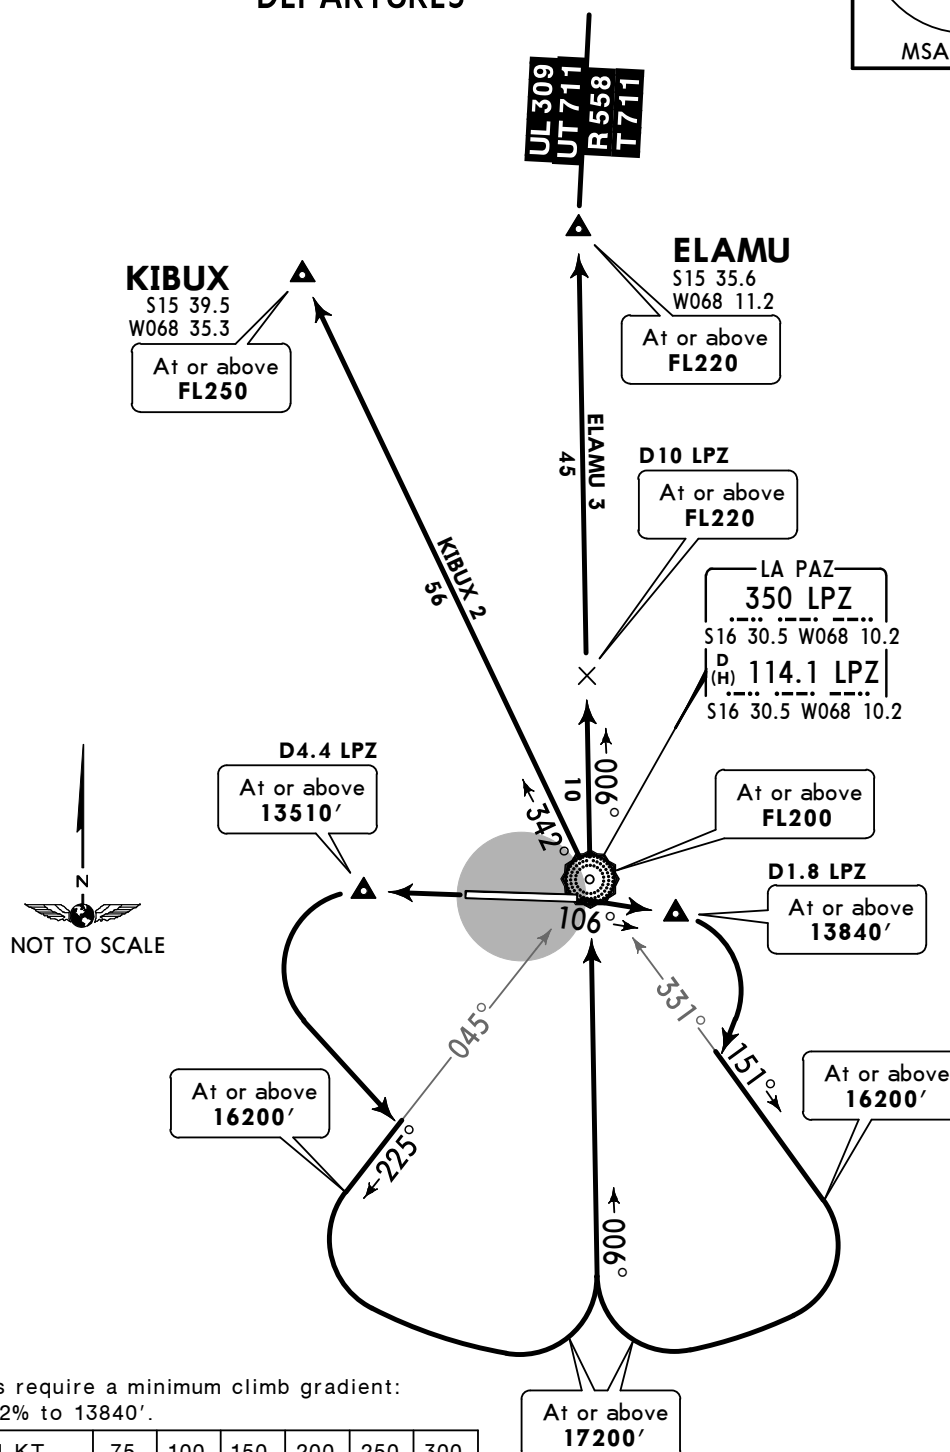 DEPARTURES
MSA
UL 309
UT 711
R 558
T 711
KIBUX
S15 39.5
W068 35.3
At or above
FL250
ELAMU
S15 35.6
W068 11.2
At or above
FL220
ELAMU 3
45
D10 LPZ
At or above
FL220
KIBUX 2
56
LA PAZ
350 LPZ
S16 30.5 W068 10.2
D
(H) 114.1 LPZ
S16 30.5 W068 10.2
D4.4 LPZ
At or above
13510'
342°
10
006°
At or above
FL200
D1.8 LPZ
At or above
13840'
N
NOT TO SCALE
106°
045°
331°
151°
At or above
16200'
At or above
16200'
225°
006°
At or above
17200'
s require a minimum climb gradient:
2% to 13840'.
KT 75 100 150 200 250 300